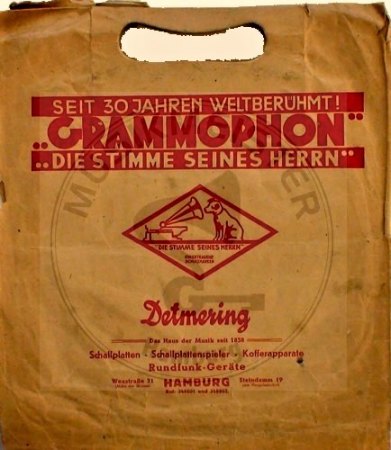 SEIT 30 JAHREN WELTBERÜHMT!
„GRAMMOPHON“
„DIE STIMME SEINES HERRN“
"DIE STIMME SEINES HERRN"
Detmering
Das Haus der Musik seit 1858
Schallplatten - Schallplattenspieler - Kofferapparate
Rundfunk-Geräte
Wexstraße 21 HAMBURG Steindamm 19